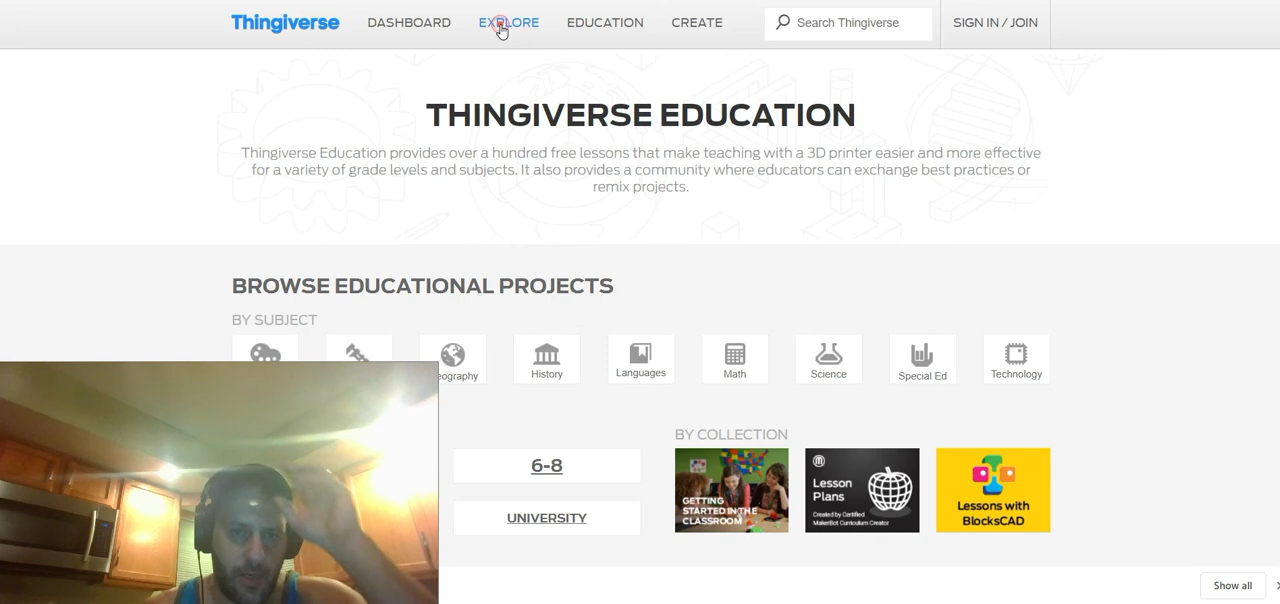 Thingiverse DASHBOARD EXPLORE EDUCATION CREATE Search Thingiverse SIGN IN / JOIN
THINGIVERSE EDUCATION
Thingiverse Education provides over a hundred free lessons that make teaching with a 3D printer easier and more effective
for a variety of grade levels and subjects. It also provides a community where educators can exchange best practices or
remix projects.
BROWSE EDUCATIONAL PROJECTS
BY SUBJECT
eography History Languages Math Science Special Ed Technology
BY COLLECTION
6-8
UNIVERSITY
GETTING
STARTED IN THE
CLASSROOM
Lesson
Plans
Created by Certified
MakerBot Curriculum Creator
Lessons with
BlocksCAD
Show all